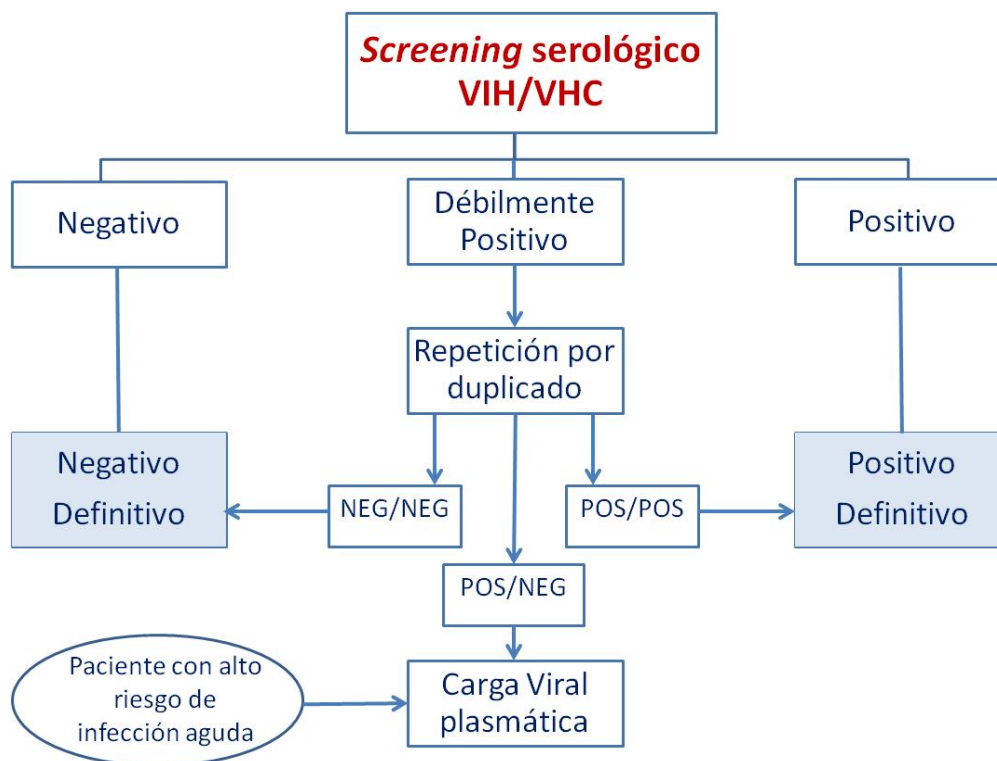 Screening serológico
VIH/VHC
Negativo
Débilmente
Positivo
Positivo
Repetición por
duplicado
Negativo
Definitivo
NEG/NEG
POS/POS
Positivo
Definitivo
POS/NEG
Paciente con alto
riesgo de
infección aguda
Carga Viral
plasmática